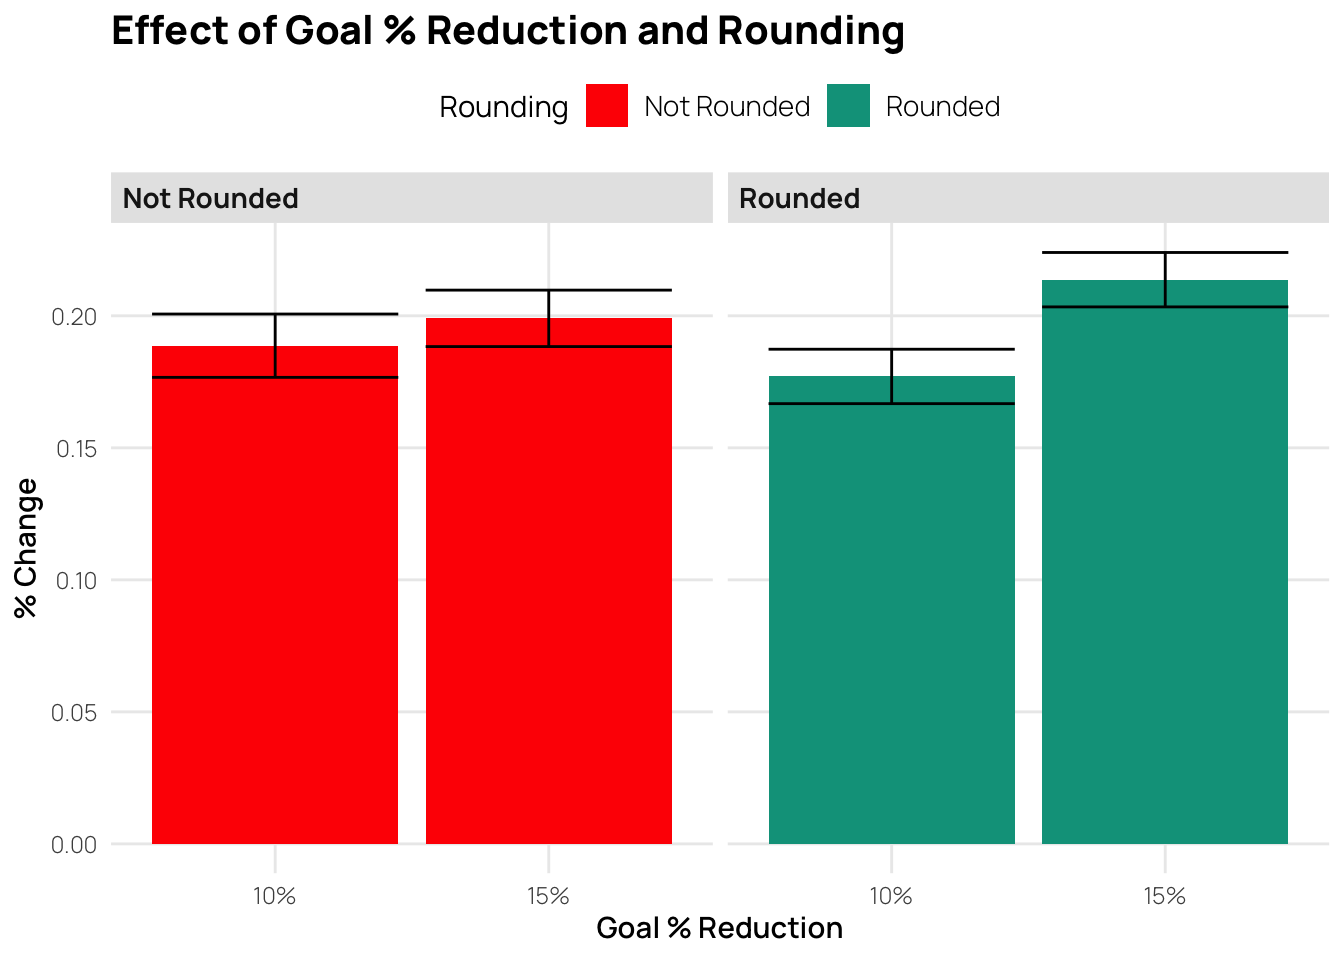 Effect of Goal % Reduction and Rounding
Rounding Not Rounded Rounded
Not Rounded Rounded
0.20
0.15
0.10
0.05
0.00
% Change
10% 15% 10% 15%
Goal % Reduction